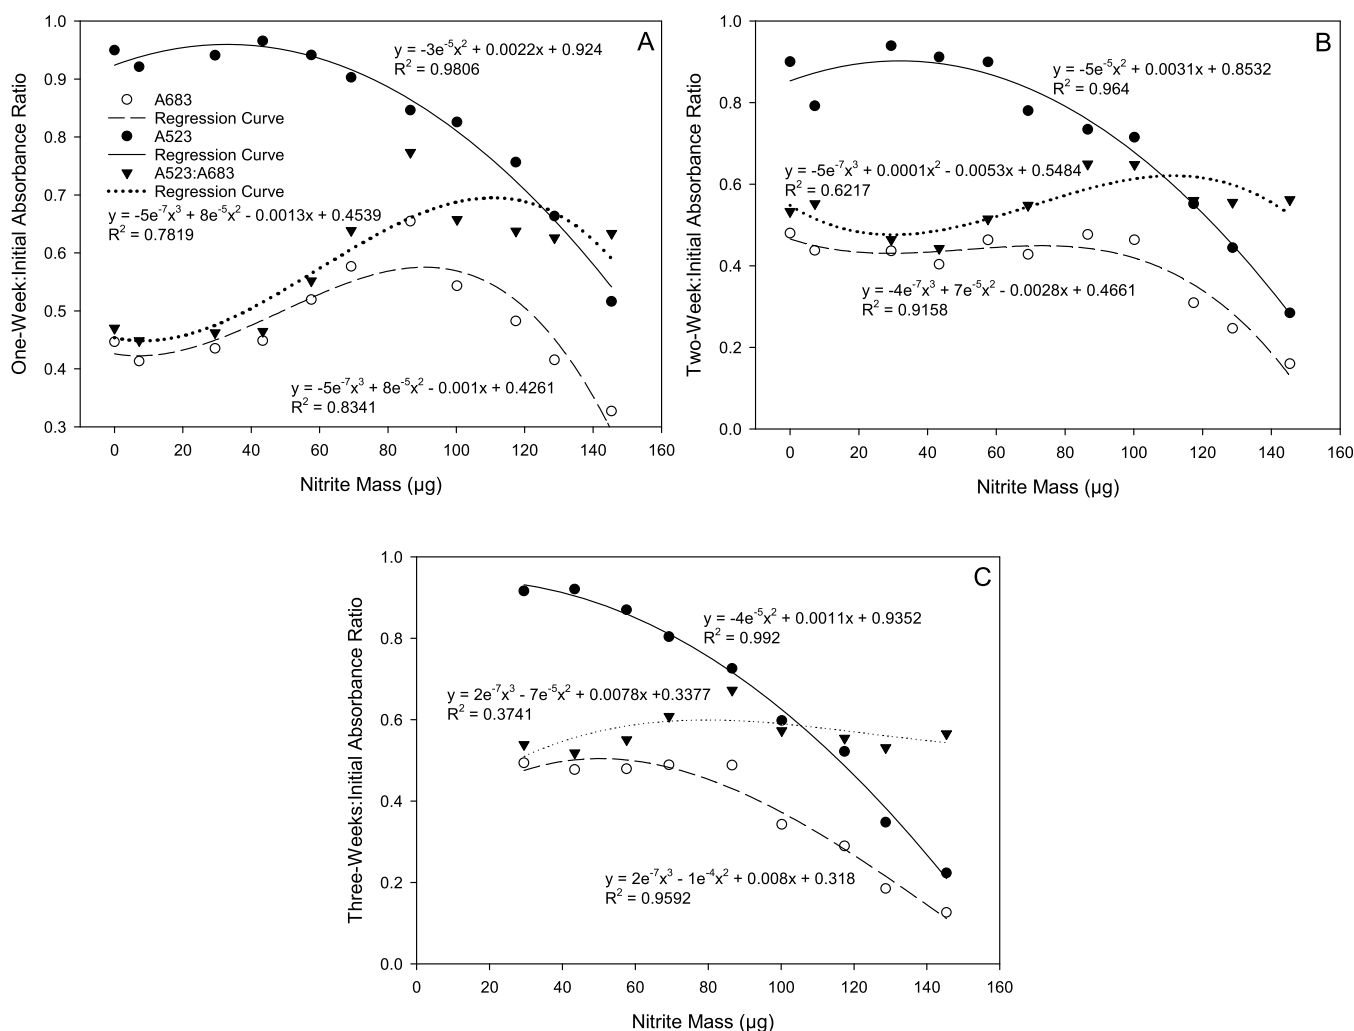 A
One-Week:Initial Absorbance Ratio
1.0
0.9
0.8
0.7
0.6
0.5
0.4
0.3
y = -3e⁻⁵x² + 0.0022x + 0.924
R² = 0.9806
A683
Regression Curve
A523
Regression Curve
A523:A683
Regression Curve
y = -5e⁻⁷x³ + 8e⁻⁵x² - 0.0013x + 0.4539
R² = 0.7819
y = -5e⁻⁷x³ + 8e⁻⁵x² - 0.001x + 0.4261
R² = 0.8341
0 20 40 60 80 100 120 140 160
Nitrite Mass (µg)
B
Two-Week:Initial Absorbance Ratio
1.0
0.8
0.6
0.4
0.2
0.0
y = -5e⁻⁵x² + 0.0031x + 0.8532
R² = 0.964
y = -5e⁻⁷x³ + 0.0001x² - 0.0053x + 0.5484
R² = 0.6217
y = -4e⁻⁷x³ + 7e⁻⁵x² - 0.0028x + 0.4661
R² = 0.9158
0 20 40 60 80 100 120 140 160
Nitrite Mass (µg)
C
Three-Weeks:Initial Absorbance Ratio
1.0
0.8
0.6
0.4
0.2
0.0
y = -4e⁻⁵x² + 0.0011x + 0.9352
R² = 0.992
y = 2e⁻⁷x³ - 7e⁻⁵x² + 0.0078x +0.3377
R² = 0.3741
y = 2e⁻⁷x³ - 1e⁻⁴x² + 0.008x + 0.318
R² = 0.9592
0 20 40 60 80 100 120 140 160
Nitrite Mass (µg)